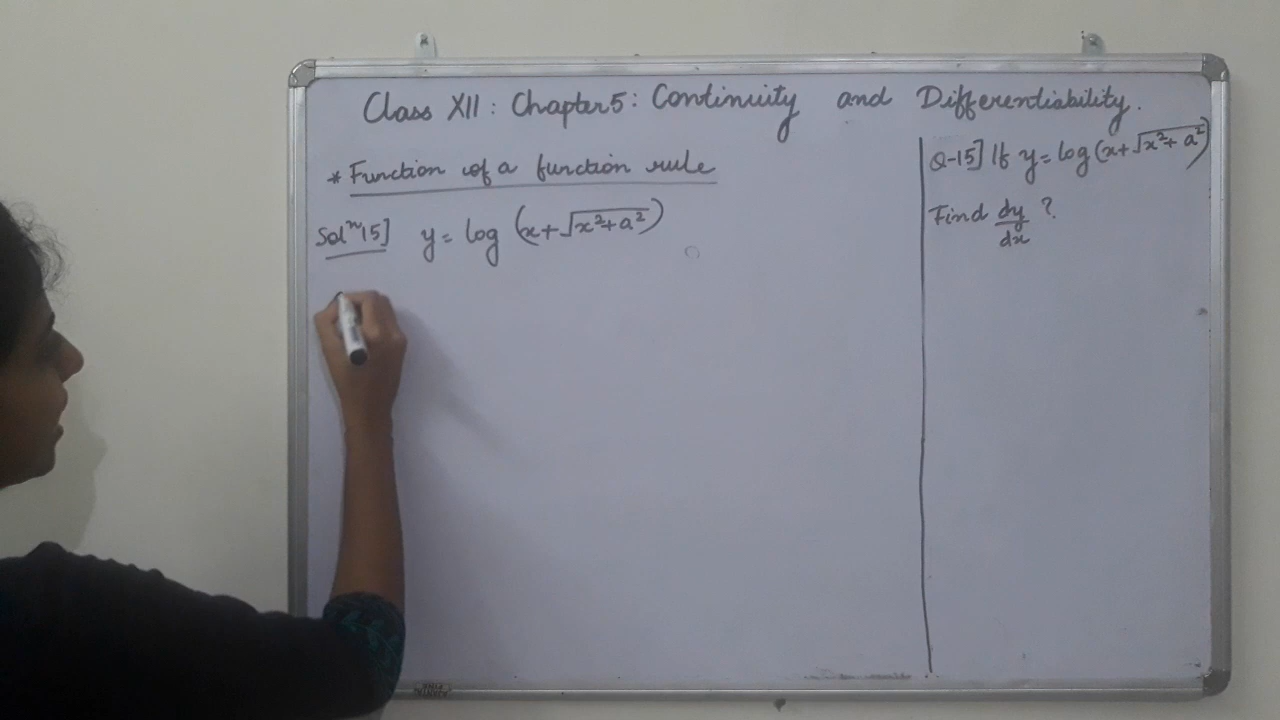 Class XII : Chapter 5 : Continuity and Differentiability.
* Function of a function rule
Solⁿ 15] y = log (x + √(x² + a²))
Q-15] If y = log (x + √(x² + a²))
Find dy/dx ?